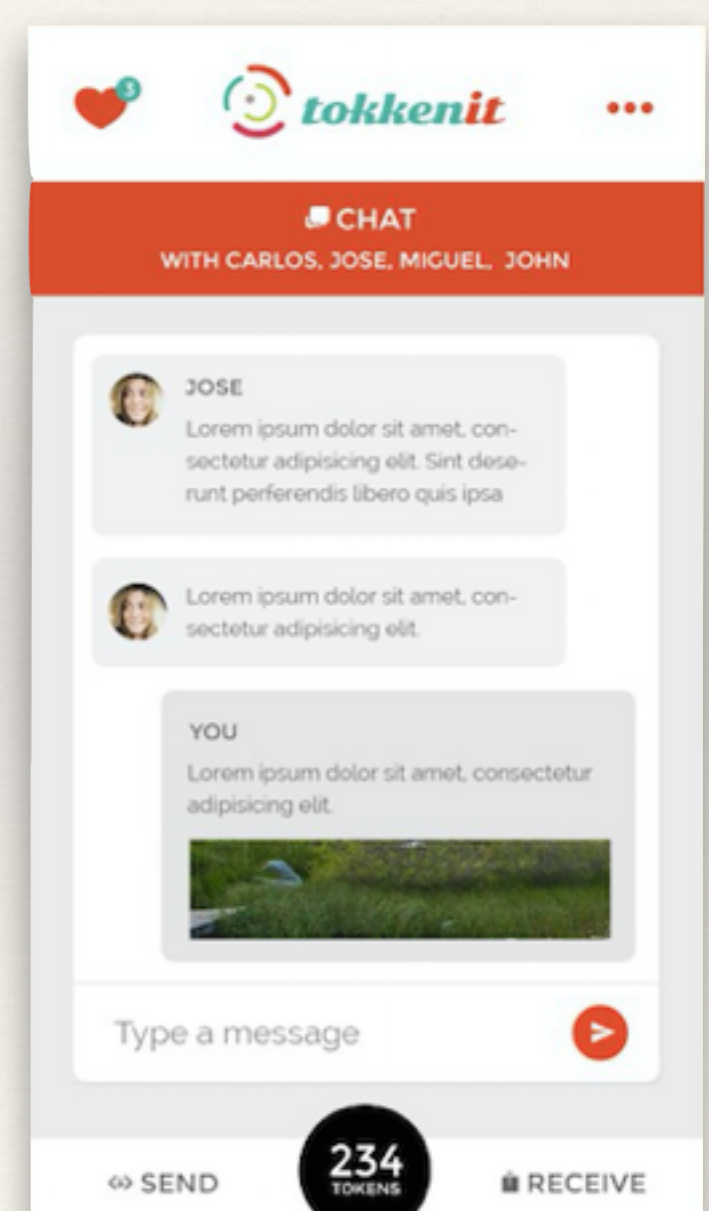 3
tokkenit
CHAT
WITH CARLOS, JOSE, MIGUEL, JOHN
JOSE
Lorem ipsum dolor sit amet, con-
sectetur adipisicing elit. Sint dese-
runt perferendis libero quis ipsa
Lorem ipsum dolor sit amet, con-
sectetur adipisicing elit.
YOU
Lorem ipsum dolor sit amet, consectetur
adipisicing elit.
Type a message
SEND
234
TOKENS
RECEIVE